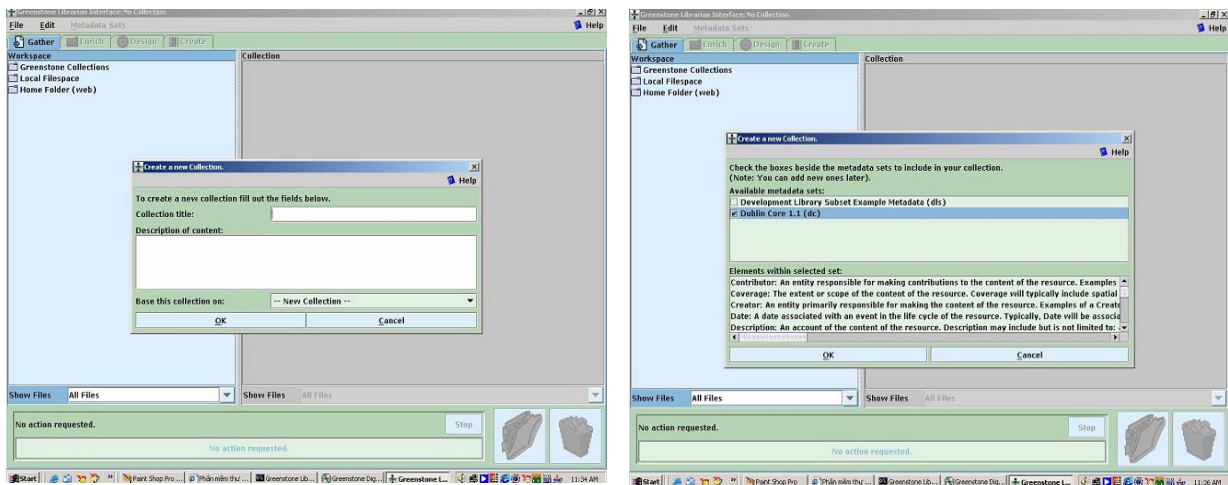 Greenstone Librarian Interface: No Collection
File Edit Metadata Sets Help
Gather Enrich Design Create
Workspace Collection
Greenstone Collections
Local Filespace
Home Folder (web)
Create a new Collection.
Help
To create a new collection fill out the fields below.
Collection title:
Description of content:
Base this collection on: -- New Collection --
OK Cancel
Show Files All Files Show Files All Files
No action requested. Stop
No action requested.
Start Paint Shop Pro ... Phần mềm thư ... Greenstone Lib... Greenstone Dig... Greenstone L... 11:34 AM
Greenstone Librarian Interface: No Collection
File Edit Metadata Sets Help
Gather Enrich Design Create
Workspace Collection
Greenstone Collections
Local Filespace
Home Folder (web)
Create a new Collection.
Help
Check the boxes beside the metadata sets to include in your collection.
(Note: You can add new ones later).
Available metadata sets:
Development Library Subset Example Metadata (dls)
Dublin Core 1.1 (dc)
Elements within selected set:
Contributor: An entity responsible for making contributions to the content of the resource. Examples
Coverage: The extent or scope of the content of the resource. Coverage will typically include spatial
Creator: An entity primarily responsible for making the content of the resource. Examples of a Creato
Date: A date associated with an event in the life cycle of the resource. Typically, Date will be associa
Description: An account of the content of the resource. Description may include but is not limited to:
OK Cancel
Show Files All Files Show Files All Files
No action requested. Stop
No action requested.
Start Paint Shop Pro ... Phần mềm thư ... Greenstone Lib... Greenstone Dig... Greenstone L... 11:36 AM